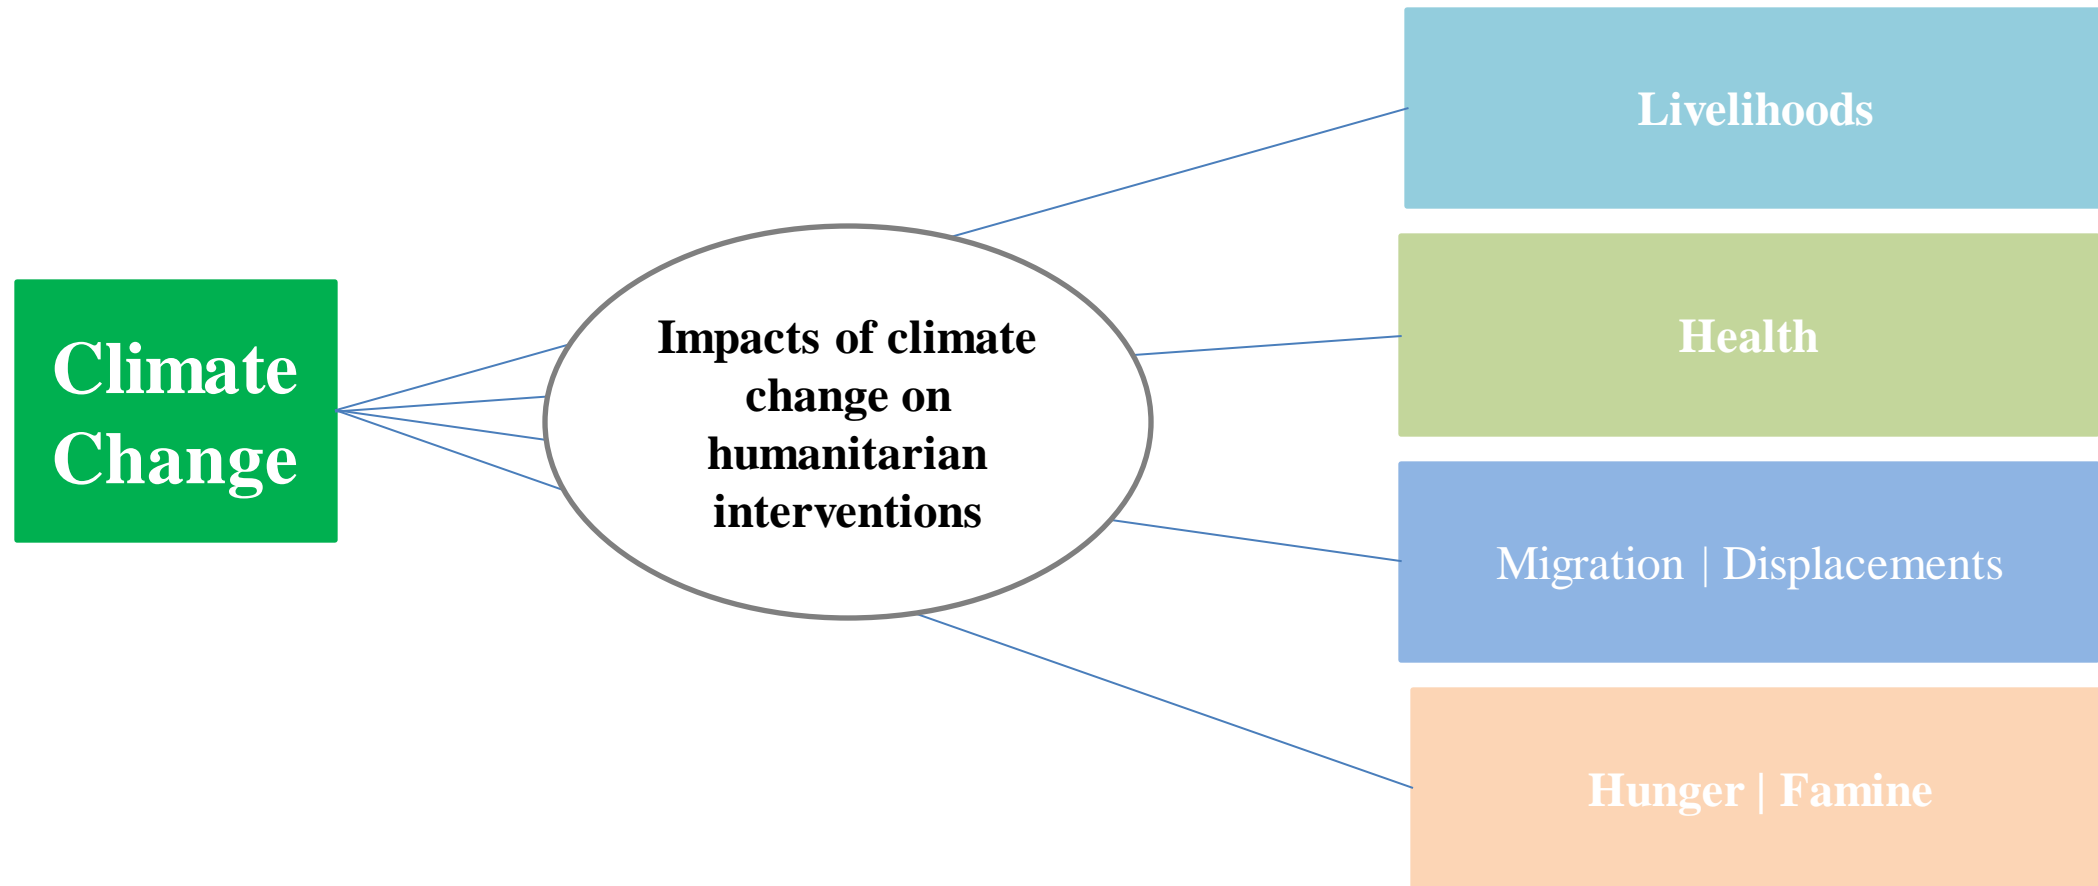 Climate
Change
Impacts of climate
change on
humanitarian
interventions
Livelihoods
Health
Migration | Displacements
Hunger | Famine